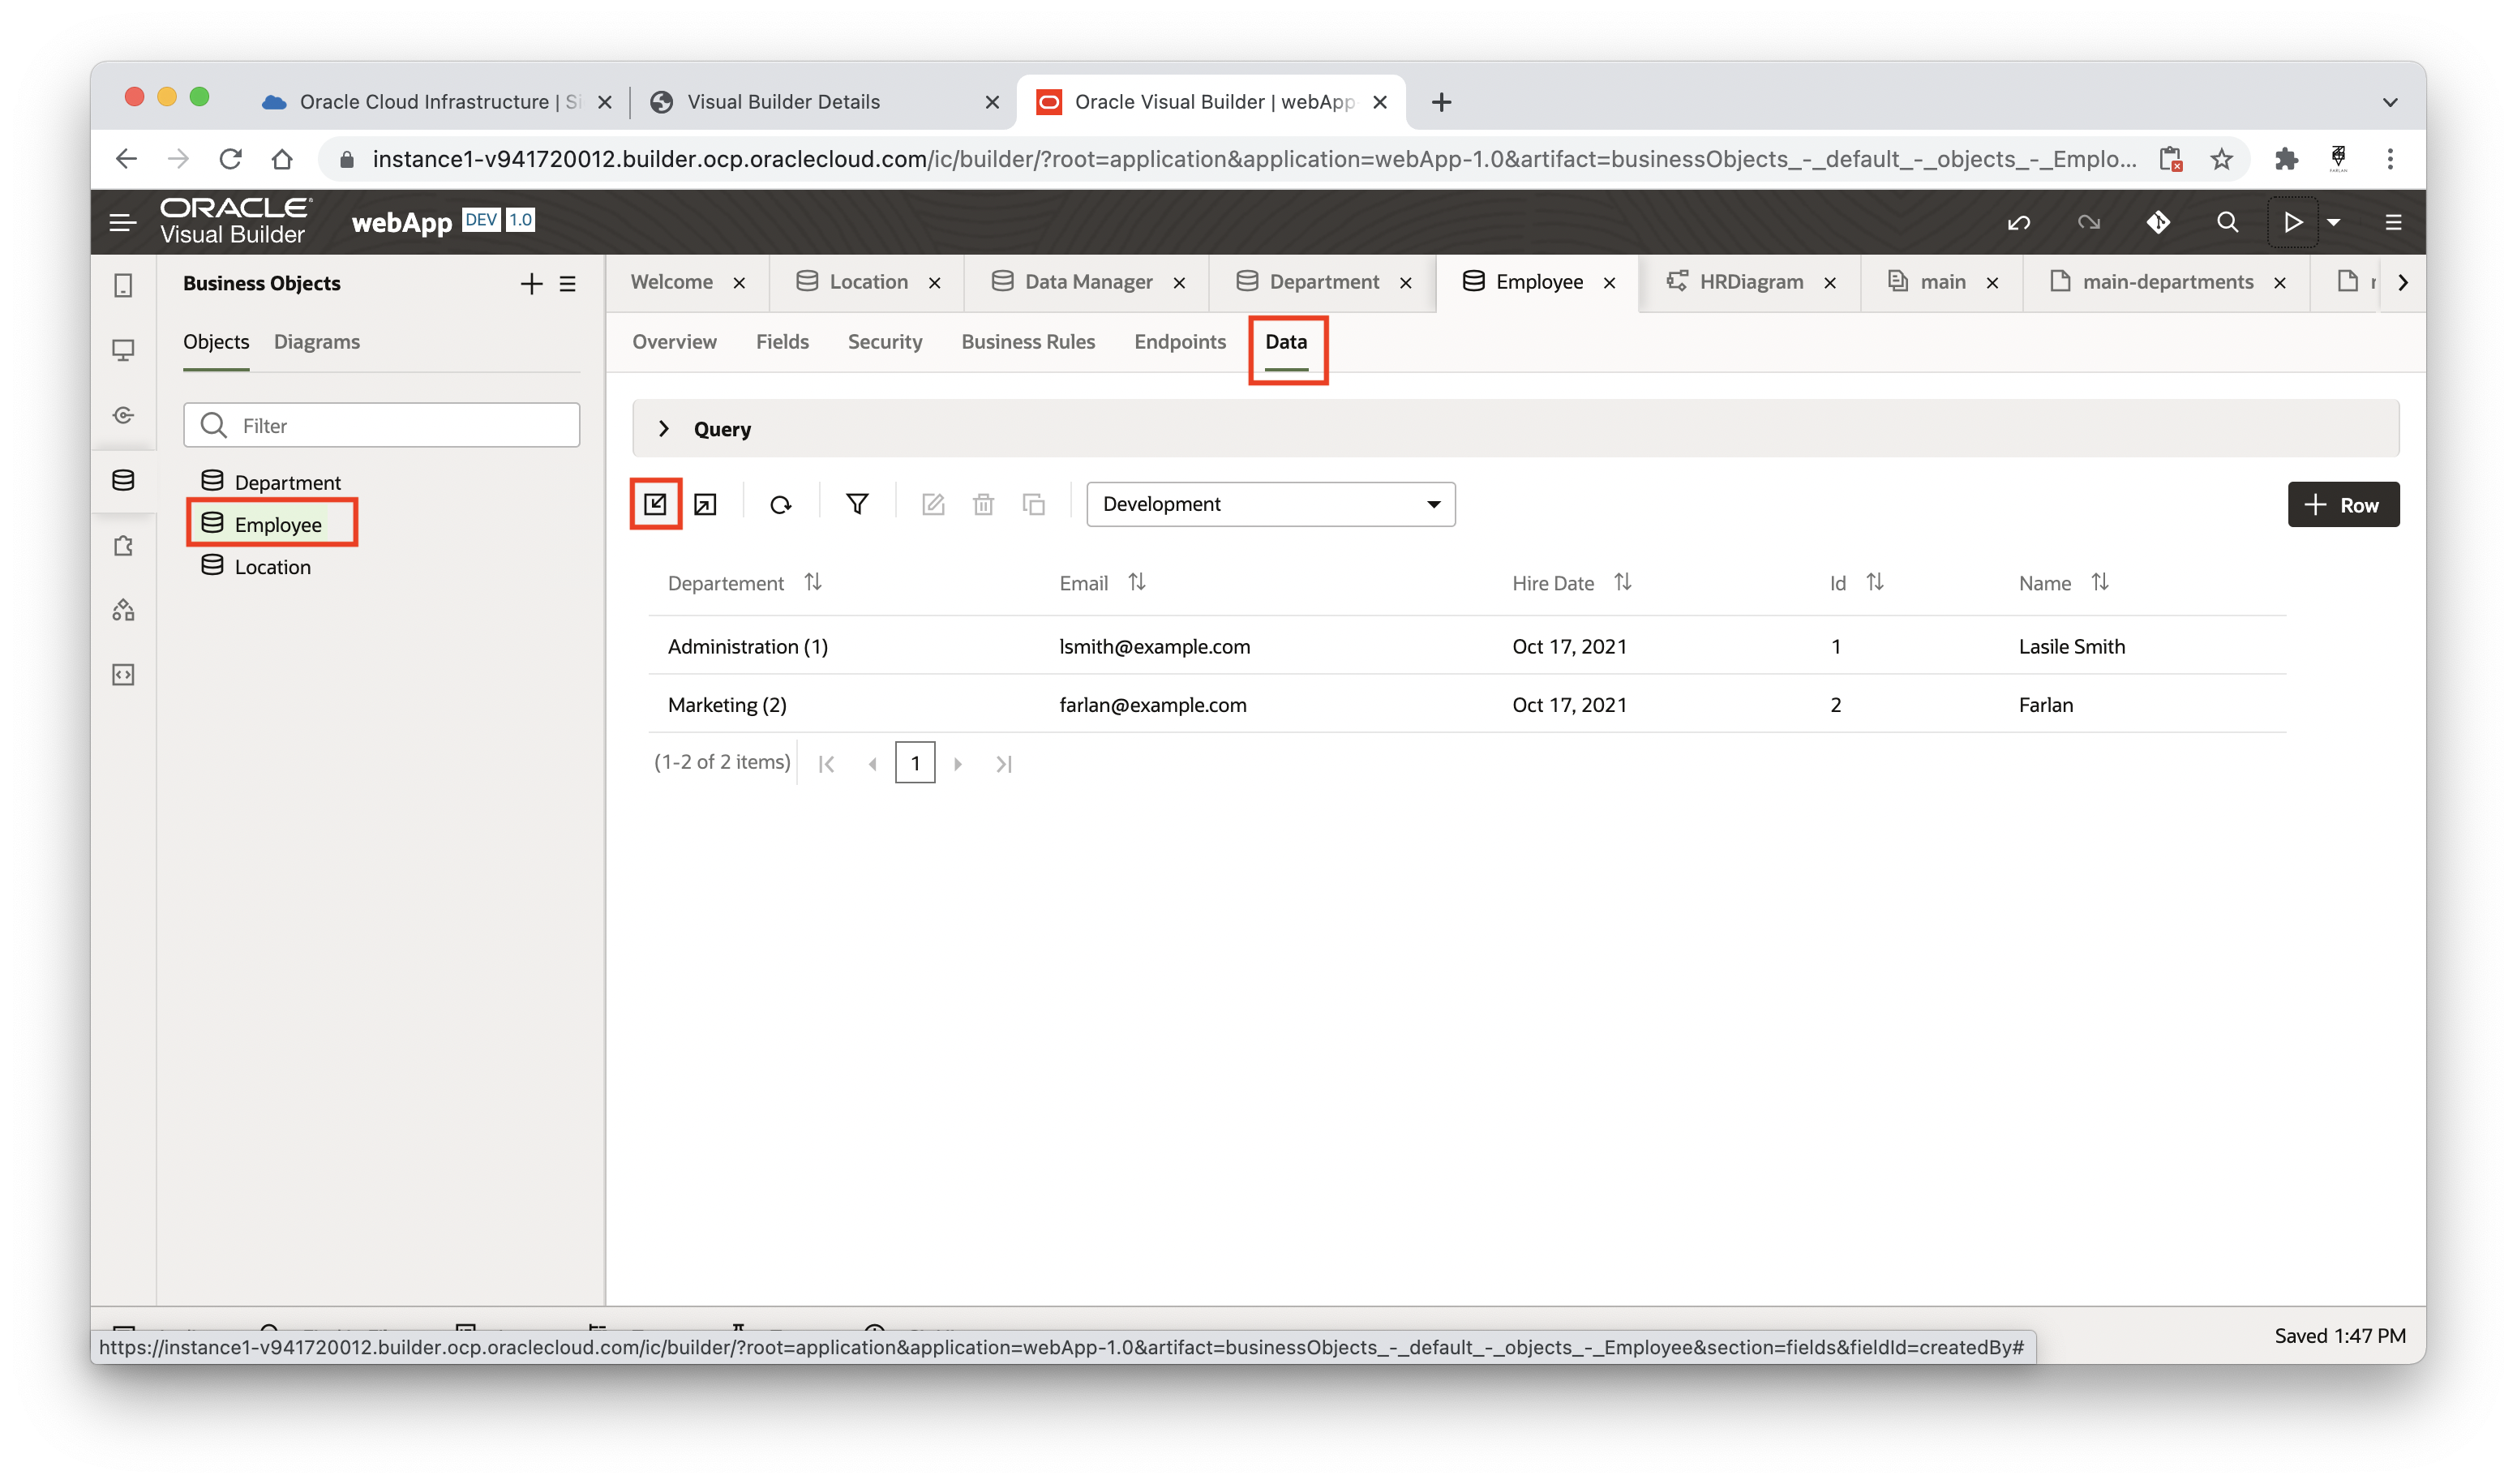 Oracle Cloud Infrastructure | Si
Visual Builder Details
Oracle Visual Builder | webApp
instance1-v941720012.builder.ocp.oraclecloud.com/ic/builder/?root=application&application=webApp-1.0&artifact=businessObjects_-_default_-_objects_-_Emplo...
ORACLE
Visual Builder
webApp DEV 1.0
Business Objects
Welcome
Location
Data Manager
Department
Employee
HRDiagram
main
main-departments
Objects
Diagrams
Overview
Fields
Security
Business Rules
Endpoints
Data
Filter
Department
Employee
Location
Query
Development
Row
Departement Email Hire Date Id Name
Administration (1) lsmith@example.com Oct 17, 2021 1 Lasile Smith
Marketing (2) farlan@example.com Oct 17, 2021 2 Farlan
(1-2 of 2 items) 1
Saved 1:47 PM
https://instance1-v941720012.builder.ocp.oraclecloud.com/ic/builder/?root=application&application=webApp-1.0&artifact=businessObjects_-_default_-_objects_-_Employee&section=fields&fieldId=createdBy#